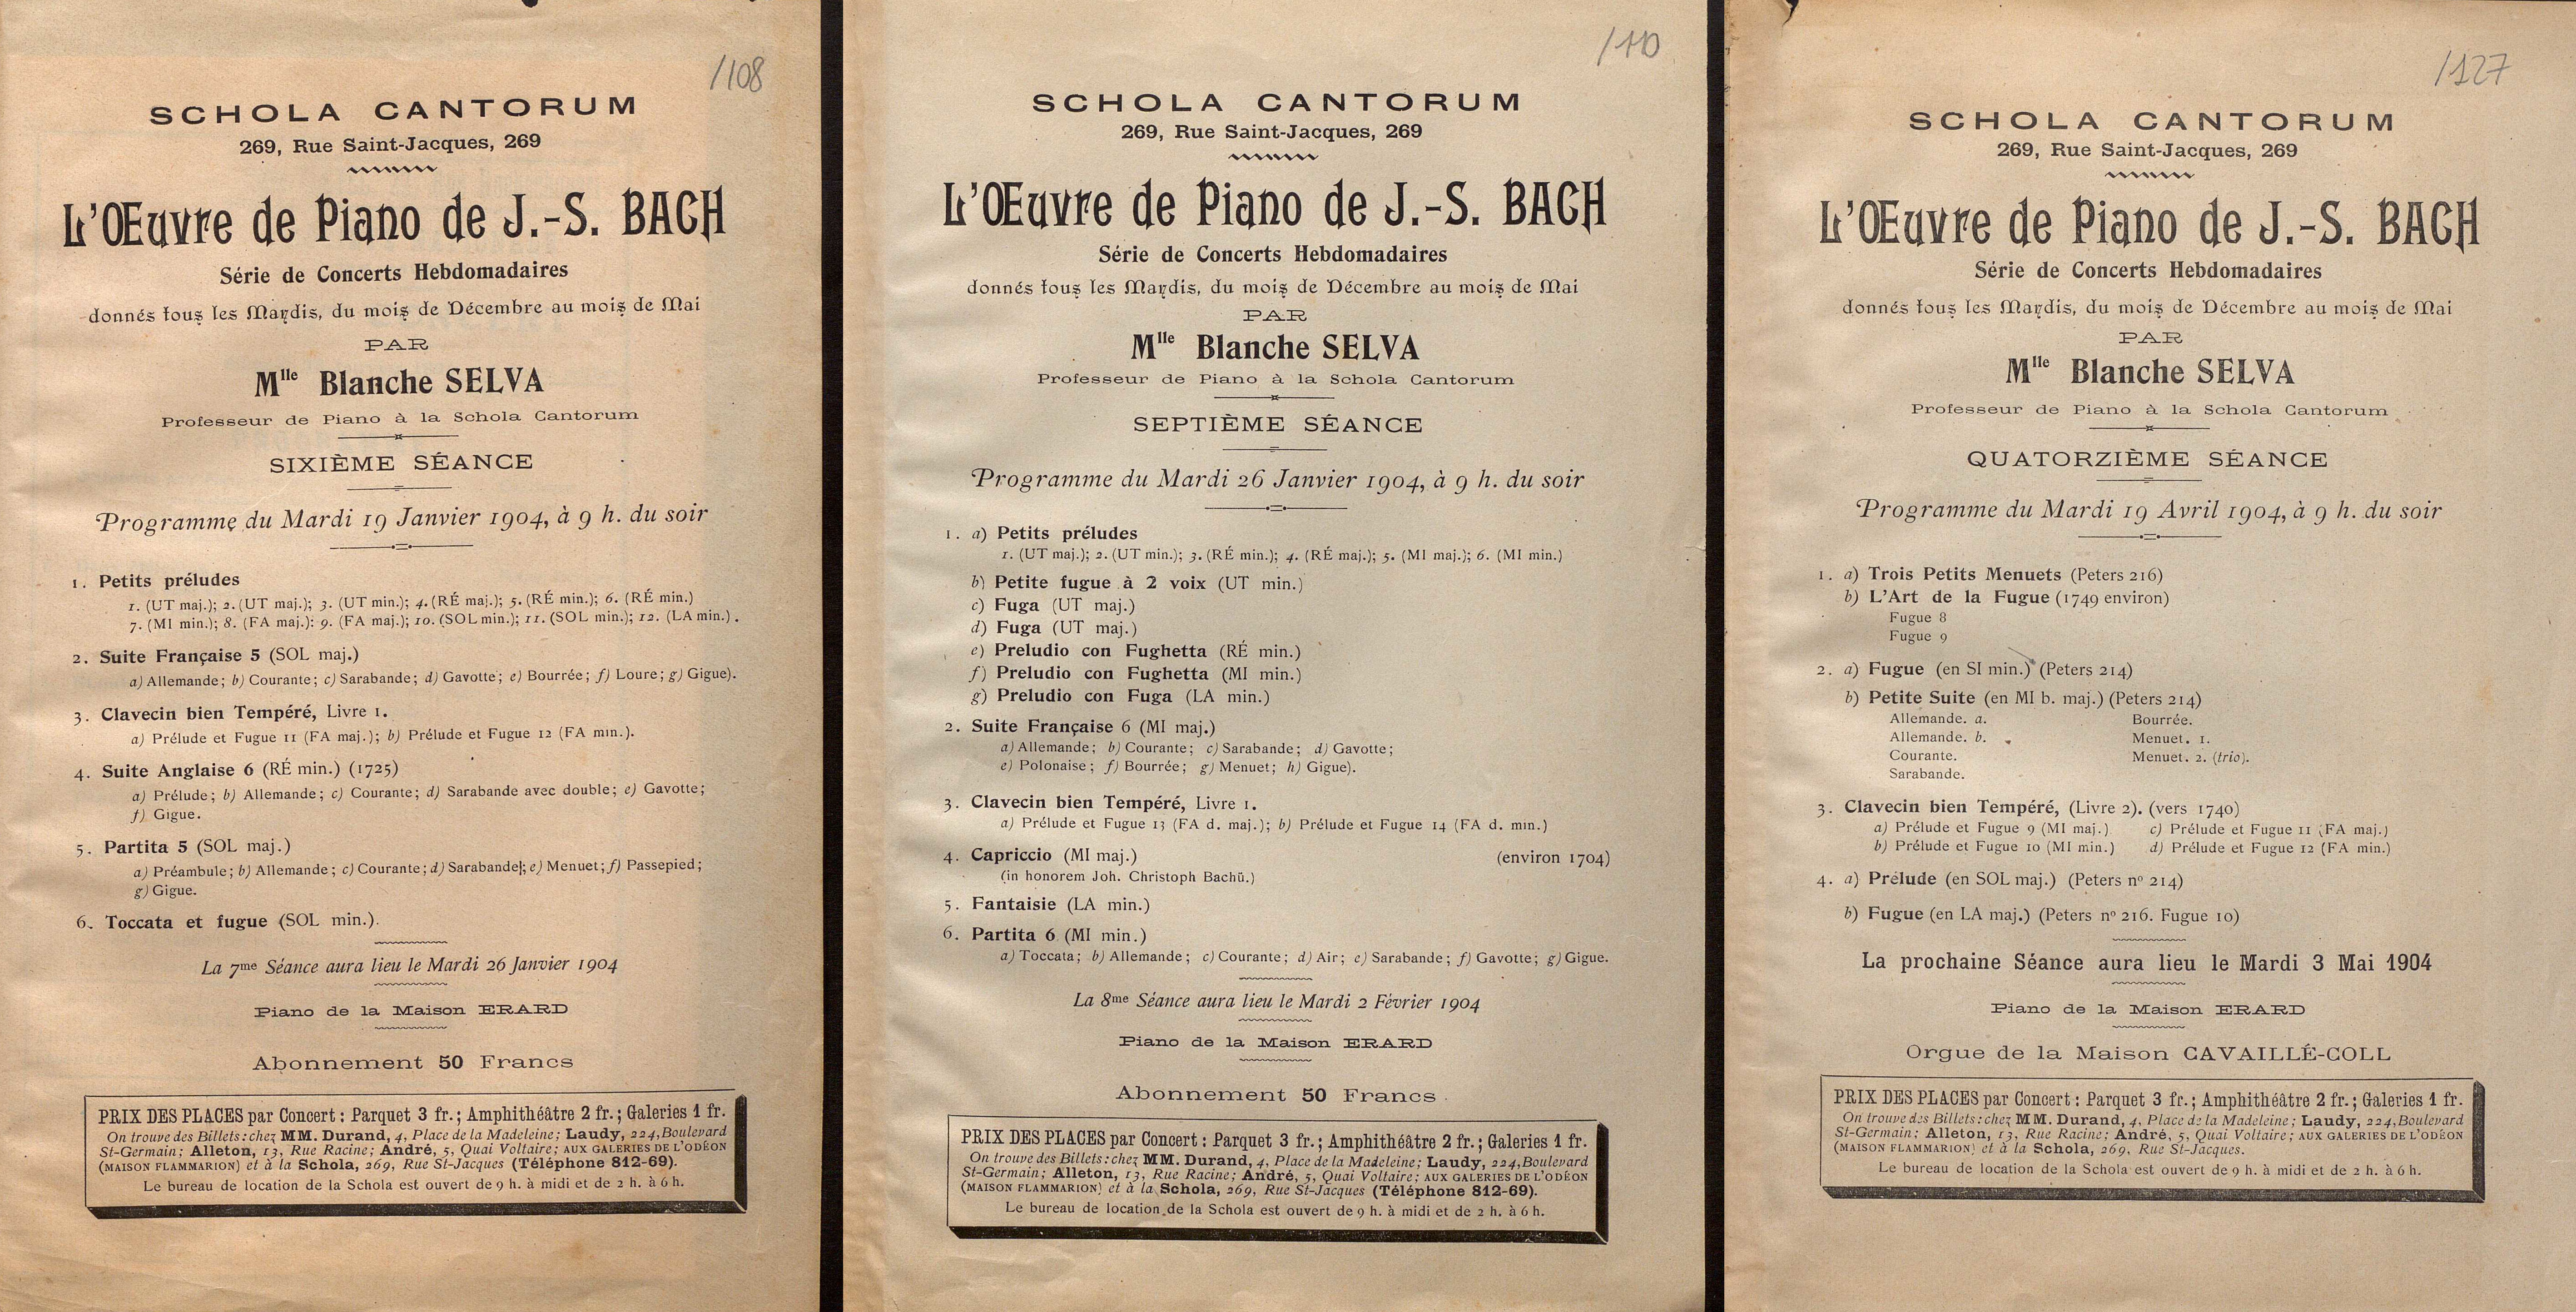 /108
SCHOLA CANTORUM
269, Rue Saint-Jacques, 269
L'OEuvre de Piano de J.-S. BACH
Série de Concerts Hebdomadaires
donnés tous les Mardis, du mois de Décembre au mois de Mai
PAR
Mlle Blanche SELVA
Professeur de Piano à la Schola Cantorum
SIXIÈME SÉANCE
Programme du Mardi 19 Janvier 1904, à 9 h. du soir
1. Petits préludes
1. (UT maj.); 2. (UT maj.); 3. (UT min.); 4. (RÉ maj.); 5. (RÉ min.); 6. (RÉ min.)
7. (MI min.); 8. (FA maj.): 9. (FA maj.); 10. (SOL min.); 11. (SOL min.); 12. (LA min.).
2. Suite Française 5 (SOL maj.)
a) Allemande; b) Courante; c) Sarabande; d) Gavotte; e) Bourrée; f) Loure; g) Gigue).
3. Clavecin bien Tempéré, Livre 1.
a) Prélude et Fugue 11 (FA maj.); b) Prélude et Fugue 12 (FA min.).
4. Suite Anglaise 6 (RÉ min.) (1725)
a) Prélude; b) Allemande; c) Courante; d) Sarabande avec double; e) Gavotte;
f) Gigue.
5. Partita 5 (SOL maj.)
a) Préambule; b) Allemande; c) Courante; d) Sarabande; e) Menuet; f) Passepied;
g) Gigue.
6. Toccata et fugue (SOL min.).
La 7me Séance aura lieu le Mardi 26 Janvier 1904
Piano de la Maison ERARD
Abonnement 50 Francs
PRIX DES PLACES par Concert : Parquet 3 fr.; Amphithéâtre 2 fr.; Galeries 1 fr.
On trouve des Billets: chez MM. Durand, 4, Place de la Madeleine; Laudy, 224, Boulevard
St-Germain; Alleton, 13, Rue Racine; André, 5, Quai Voltaire; AUX GALERIES DE L'ODÉON
(MAISON FLAMMARION) et à la Schola, 269, Rue St-Jacques (Téléphone 812-69).
Le bureau de location de la Schola est ouvert de 9 h. à midi et de 2 h. à 6 h.
/110
SCHOLA CANTORUM
269, Rue Saint-Jacques, 269
L'OEuvre de Piano de J.-S. BACH
Série de Concerts Hebdomadaires
donnés tous les Mardis, du mois de Décembre au mois de Mai
PAR
Mlle Blanche SELVA
Professeur de Piano à la Schola Cantorum
SEPTIÈME SÉANCE
Programme du Mardi 26 Janvier 1904, à 9 h. du soir
1. a) Petits préludes
1. (UT maj.); 2. (UT min.); 3. (RÉ min.); 4. (RÉ maj.); 5. (MI maj.); 6. (MI min.)
b) Petite fugue à 2 voix (UT min.)
c) Fuga (UT maj.)
d) Fuga (UT maj.)
e) Preludio con Fughetta (RÉ min.)
f) Preludio con Fughetta (MI min.)
g) Preludio con Fuga (LA min.)
2. Suite Française 6 (MI maj.)
a) Allemande; b) Courante; c) Sarabande; d) Gavotte;
e) Polonaise; f) Bourrée; g) Menuet; h) Gigue).
3. Clavecin bien Tempéré, Livre 1.
a) Prélude et Fugue 13 (FA d. maj.); b) Prélude et Fugue 14 (FA d. min.)
4. Capriccio (MI maj.) (environ 1704)
(in honorem Joh. Christoph Bachü.)
5. Fantaisie (LA min.)
6. Partita 6 (MI min.)
a) Toccata; b) Allemande; c) Courante; d) Air; e) Sarabande; f) Gavotte; g) Gigue.
La 8me Séance aura lieu le Mardi 2 Février 1904
Piano de la Maison ERARD
Abonnement 50 Francs
PRIX DES PLACES par Concert : Parquet 3 fr.; Amphithéâtre 2 fr.; Galeries 1 fr.
On trouve des Billets: chez MM. Durand, 4, Place de la Madeleine; Laudy, 224, Boulevard
St-Germain; Alleton, 13, Rue Racine; André, 5, Quai Voltaire; AUX GALERIES DE L'ODÉON
(MAISON FLAMMARION) et à la Schola, 269, Rue St-Jacques (Téléphone 812-69).
Le bureau de location de la Schola est ouvert de 9 h. à midi et de 2 h. à 6 h.
/127
SCHOLA CANTORUM
269, Rue Saint-Jacques, 269
L'OEuvre de Piano de J.-S. BACH
Série de Concerts Hebdomadaires
donnés tous les Mardis, du mois de Décembre au mois de Mai
PAR
Mlle Blanche SELVA
Professeur de Piano à la Schola Cantorum
QUATORZIÈME SÉANCE
Programme du Mardi 19 Avril 1904, à 9 h. du soir
1. a) Trois Petits Menuets (Peters 216)
b) L'Art de la Fugue (1749 environ)
Fugue 8
Fugue 9
2. a) Fugue (en SI min.) (Peters 214)
b) Petite Suite (en MI b. maj.) (Peters 214)
Allemande. a. Bourrée.
Allemande. b. Menuet. 1.
Courante. Menuet. 2. (trio).
Sarabande.
3. Clavecin bien Tempéré, (Livre 2). (vers 1740)
a) Prélude et Fugue 9 (MI maj.) c) Prélude et Fugue 11 (FA maj.)
b) Prélude et Fugue 10 (MI min.) d) Prélude et Fugue 12 (FA min.)
4. a) Prélude (en SOL maj.) (Peters no 214)
b) Fugue (en LA maj.) (Peters no 216. Fugue 10)
La prochaine Séance aura lieu le Mardi 3 Mai 1904
Piano de la Maison ERARD
Orgue de la Maison CAVAILLÉ-COLL
PRIX DES PLACES par Concert : Parquet 3 fr.; Amphithéâtre 2 fr.; Galeries 1 fr.
On trouve des Billets: chez MM. Durand, 4, Place de la Madeleine; Laudy, 224, Boulevard
St-Germain; Alleton, 13, Rue Racine; André, 5, Quai Voltaire; AUX GALERIES DE L'ODÉON
(MAISON FLAMMARION) et à la Schola, 269, Rue St-Jacques.
Le bureau de location de la Schola est ouvert de 9 h. à midi et de 2 h. à 6 h.